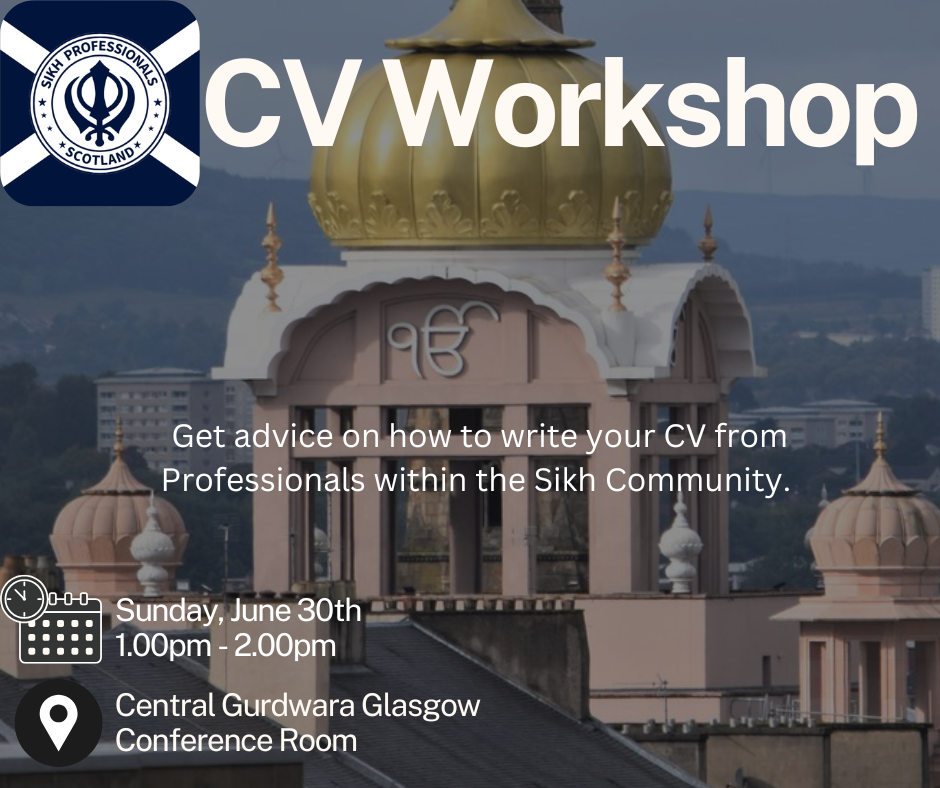 SIKH PROFESSIONALS
SCOTLAND
CV Workshop
ੴ
Get advice on how to write your CV from
Professionals within the Sikh Community.
Sunday, June 30th
1.00pm - 2.00pm
Central Gurdwara Glasgow
Conference Room